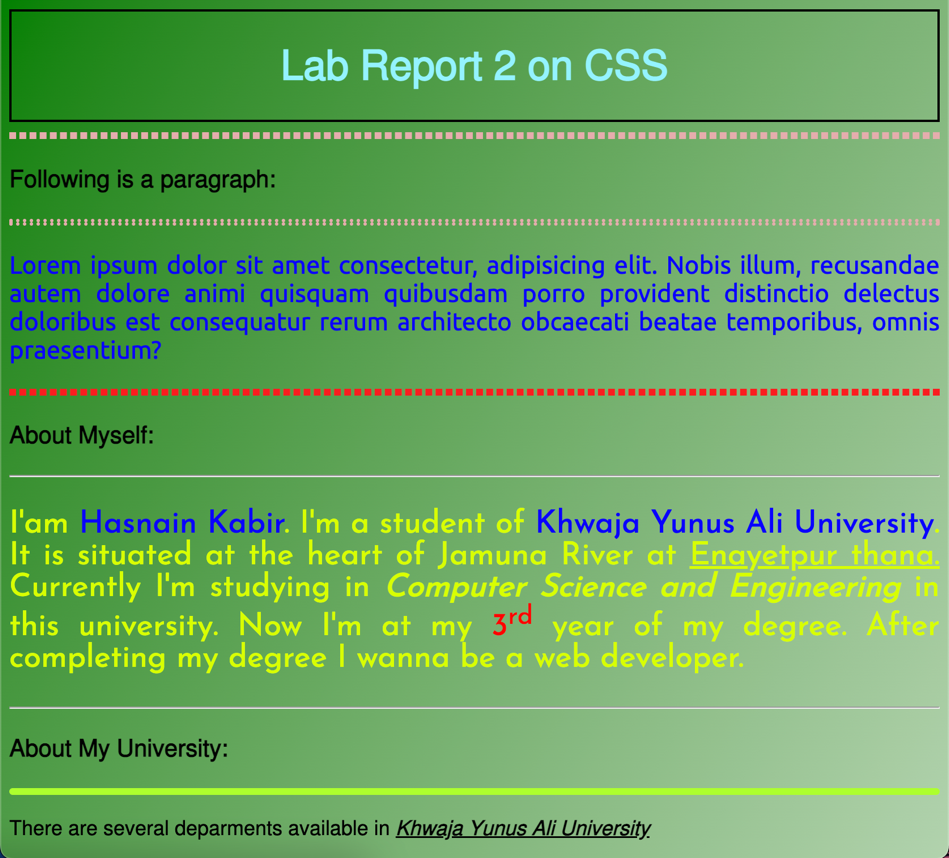 Lab Report 2 on CSS
Following is a paragraph:
Lorem ipsum dolor sit amet consectetur, adipisicing elit. Nobis illum, recusandae
autem dolore animi quisquam quibusdam porro provident distinctio delectus
doloribus est consequatur rerum architecto obcaecati beatae temporibus, omnis
praesentium?
About Myself:
I'am Hasnain Kabir. I'm a student of Khwaja Yunus Ali University.
It is situated at the heart of Jamuna River at Enayetpur thana.
Currently I'm studying in Computer Science and Engineering in
this university. Now I'm at my 3rd year of my degree. After
completing my degree I wanna be a web developer.
About My University:
There are several deparments available in Khwaja Yunus Ali University